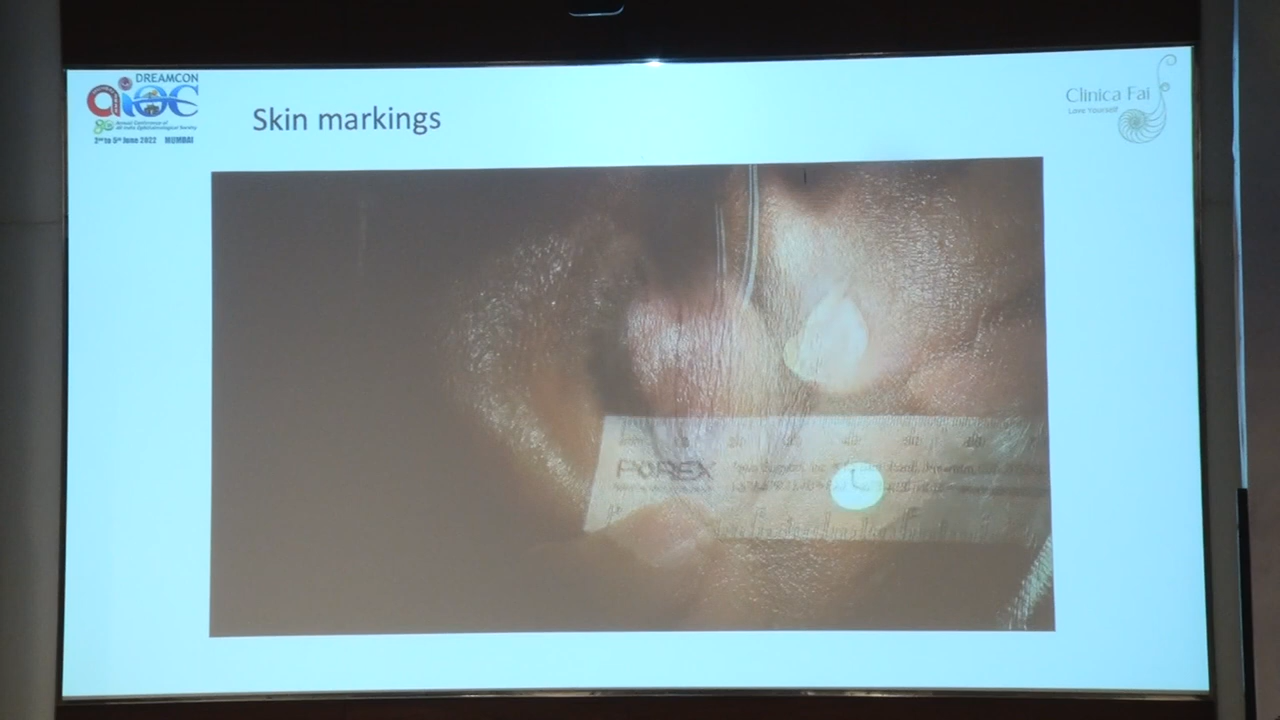 DREAMCON
aioc
Annual Conference of
All India Ophthalmological Society
2nd to 5th June 2022 MUMBAI
Skin markings
Clinica Fai
Love Yourself
POREX